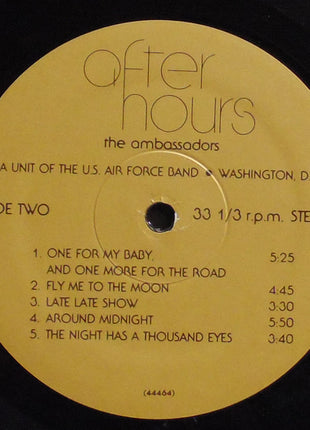 after
hours
the ambassadors
A UNIT OF THE U.S. AIR FORCE BAND • WASHINGTON, D.
DE TWO 33 1/3 r.p.m. STE
1. ONE FOR MY BABY, 5:25
AND ONE MORE FOR THE ROAD
2. FLY ME TO THE MOON 4:45
3. LATE LATE SHOW 3:30
4. AROUND MIDNIGHT 5:50
5. THE NIGHT HAS A THOUSAND EYES 3:40
(44464)